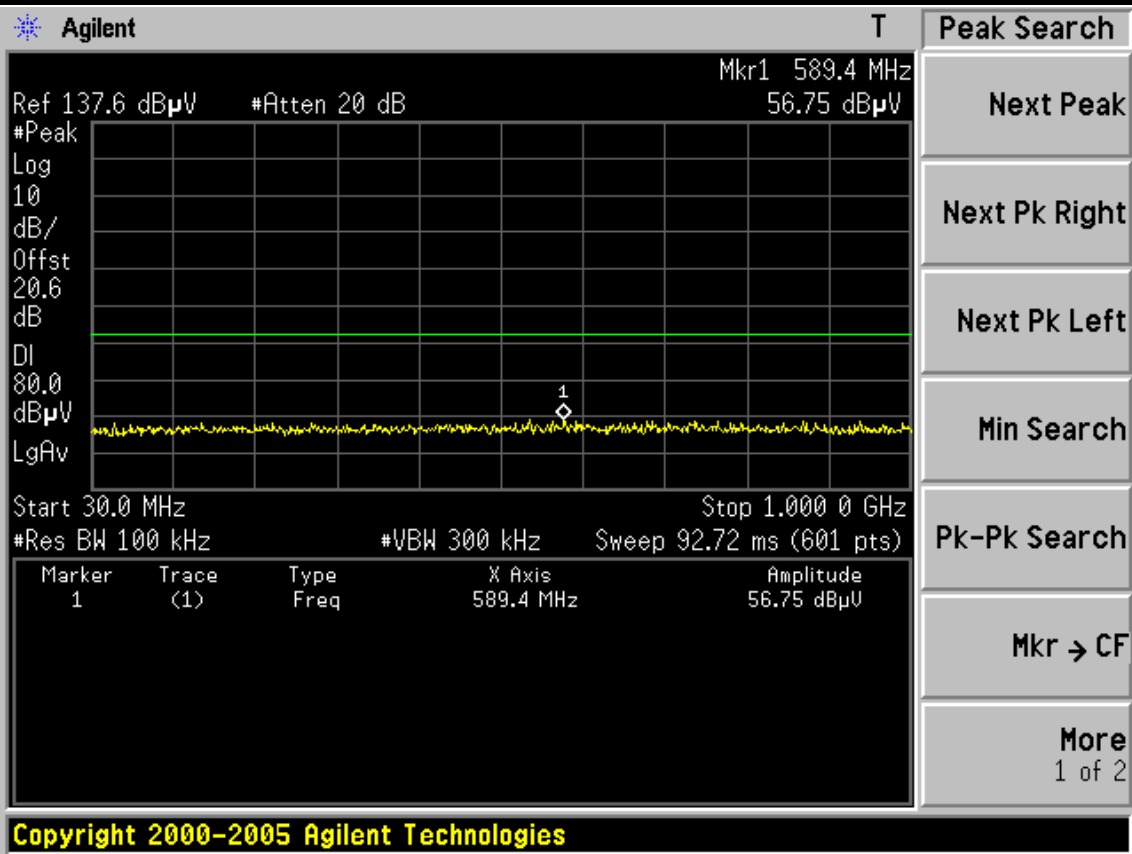 Agilent
T
Peak Search
Mkr1 589.4 MHz
Ref 137.6 dBµV #Atten 20 dB 56.75 dBµV
Next Peak
#Peak
Log
10
dB/
Offst
20.6
dB
DI
80.0
dBµV
LgAv
1
Next Pk Right
Next Pk Left
Min Search
Start 30.0 MHz Stop 1.000 0 GHz
#Res BW 100 kHz #VBW 300 kHz Sweep 92.72 ms (601 pts)
Pk-Pk Search
Marker Trace Type X Axis Amplitude
1 (1) Freq 589.4 MHz 56.75 dBµV
Mkr → CF
More
1 of 2
Copyright 2000-2005 Agilent Technologies